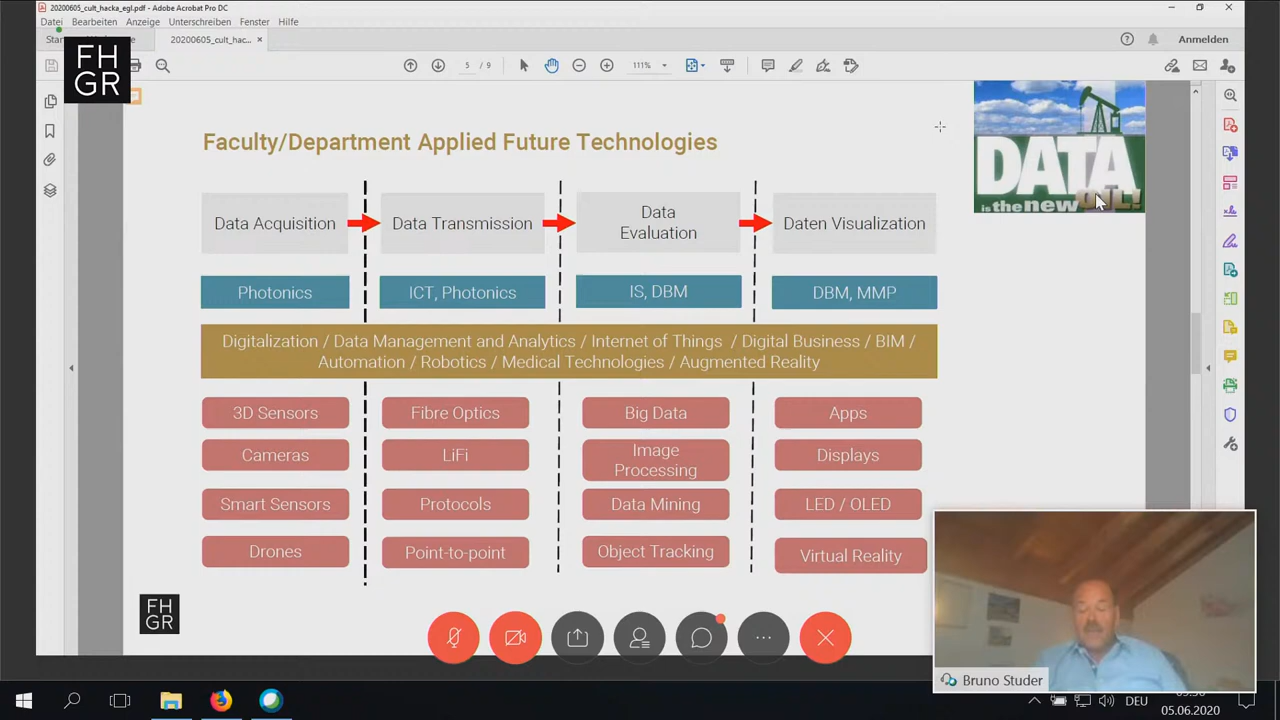 20200605_cult_hacka_egl.pdf - Adobe Acrobat Pro DC
Datei Bearbeiten Anzeige Unterschreiben Fenster Hilfe
20200605_cult_hac... ×
Anmelden
5 / 9
111%
FH
GR
Faculty/Department Applied Future Technologies
DATA
is the new OIL!
Data Acquisition
Data Transmission
Data
Evaluation
Daten Visualization
Photonics
ICT, Photonics
IS, DBM
DBM, MMP
Digitalization / Data Management and Analytics / Internet of Things / Digital Business / BIM /
Automation / Robotics / Medical Technologies / Augmented Reality
3D Sensors
Fibre Optics
Big Data
Apps
Cameras
LiFi
Image
Processing
Displays
Smart Sensors
Protocols
Data Mining
LED / OLED
Drones
Point-to-point
Object Tracking
Virtual Reality
FH
GR
Bruno Studer
DEU
05.06.2020